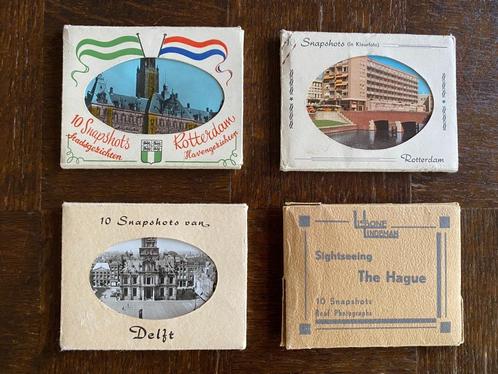 10 Snapshots
Stadsgezichten
Rotterdam
Havengezichten
Snapshots (in Kleurfoto)
Rotterdam
10 Snapshots van
Delft
LINDEMAN
Sightseeing
The Hague
10 Snapshots
Real Photographs